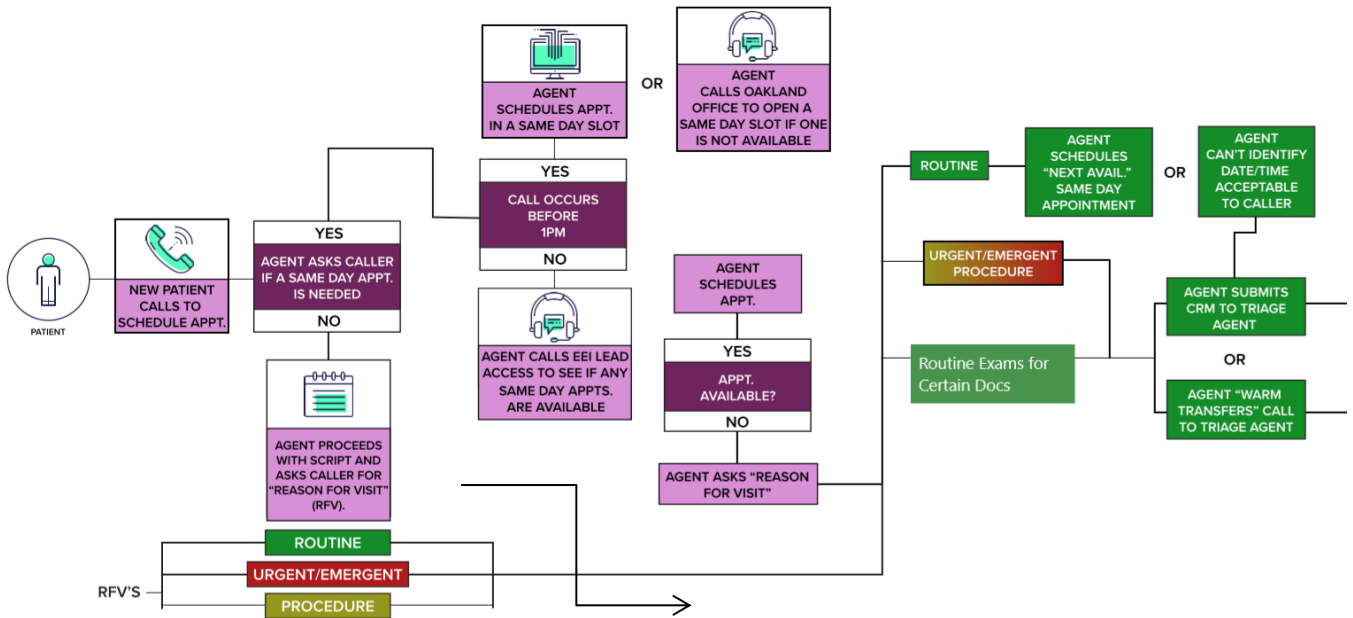 PATIENT
NEW PATIENT
CALLS TO
SCHEDULE APPT.
YES
AGENT ASKS CALLER
IF A SAME DAY APPT.
IS NEEDED
NO
AGENT PROCEEDS
WITH SCRIPT AND
ASKS CALLER FOR
“REASON FOR VISIT”
(RFV).
RFV'S
ROUTINE
URGENT/EMERGENT
PROCEDURE
AGENT
SCHEDULES APPT.
IN A SAME DAY SLOT
OR
AGENT
CALLS OAKLAND
OFFICE TO OPEN A
SAME DAY SLOT IF ONE
IS NOT AVAILABLE
YES
CALL OCCURS
BEFORE
1PM
NO
AGENT CALLS EEI LEAD
ACCESS TO SEE IF ANY
SAME DAY APPTS.
ARE AVAILABLE
AGENT
SCHEDULES
APPT.
YES
APPT.
AVAILABLE?
NO
AGENT ASKS “REASON
FOR VISIT”
ROUTINE
AGENT
SCHEDULES
“NEXT AVAIL.”
SAME DAY
APPOINTMENT
OR
AGENT
CAN'T IDENTIFY
DATE/TIME
ACCEPTABLE
TO CALLER
URGENT/EMERGENT
PROCEDURE
Routine Exams for
Certain Docs
AGENT SUBMITS
CRM TO TRIAGE
AGENT
OR
AGENT “WARM
TRANSFERS” CALL
TO TRIAGE AGENT